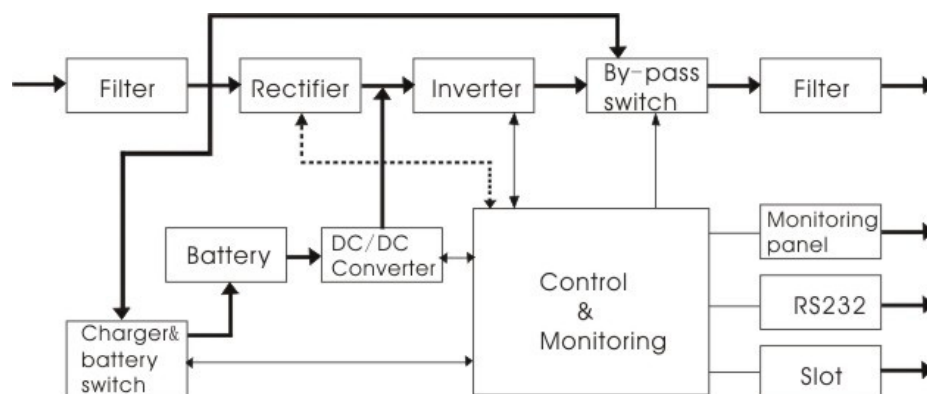 Filter
Rectifier
Inverter
By-pass
switch
Filter
Battery
DC/DC
Converter
Control
&
Monitoring
Monitoring
panel
RS232
Charger&
battery
switch
Slot